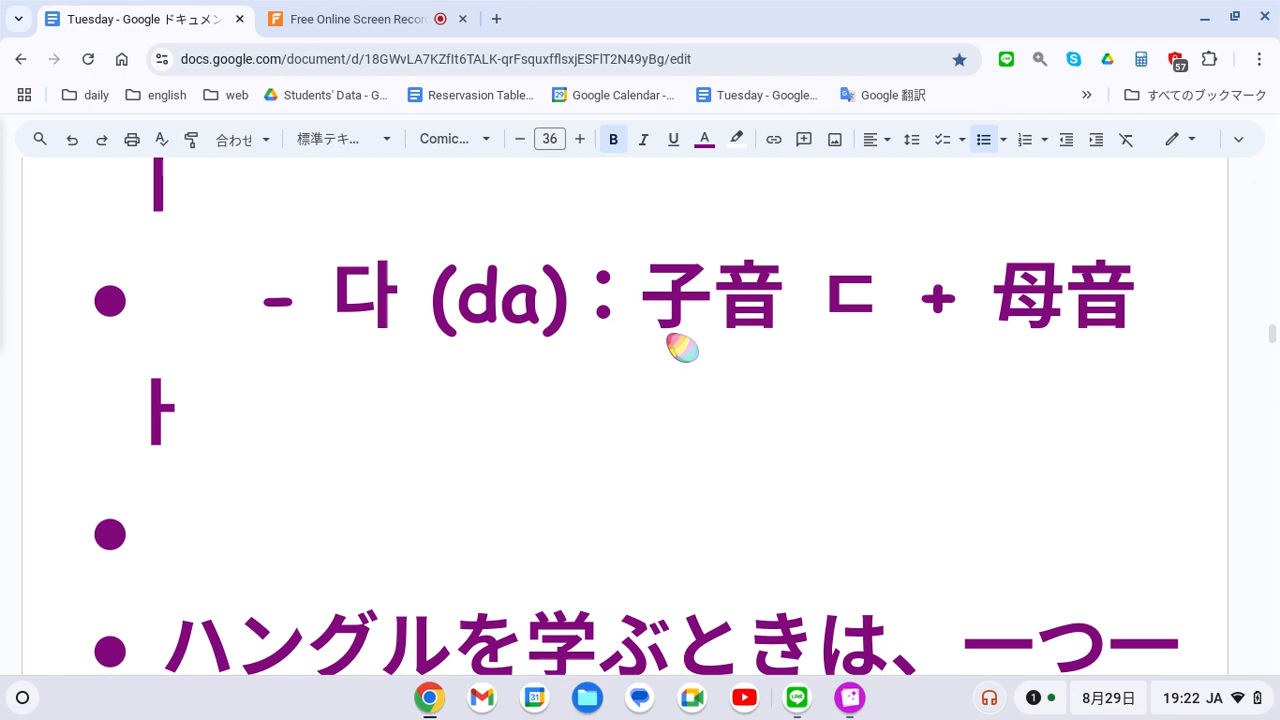 Tuesday - Google ドキュメン
Free Online Screen Recor
docs.google.com/document/d/18GWvLA7KZfIt6TALK-qrFsquxfflsxjESFlT2N49yBg/edit
57
daily
english
web
Students' Data - G...
Reservasion Table...
Google Calendar -...
Tuesday - Google...
Google 翻訳
»
すべてのブックマーク
合わせ
標準テキ...
Comic...
36
B
I
U
A
ㅣ
● - 다 (da)：子音 ㄷ + 母音
ㅏ
●
● ハングルを学ぶときは、一つ一
1
8月29日
19:22 JA